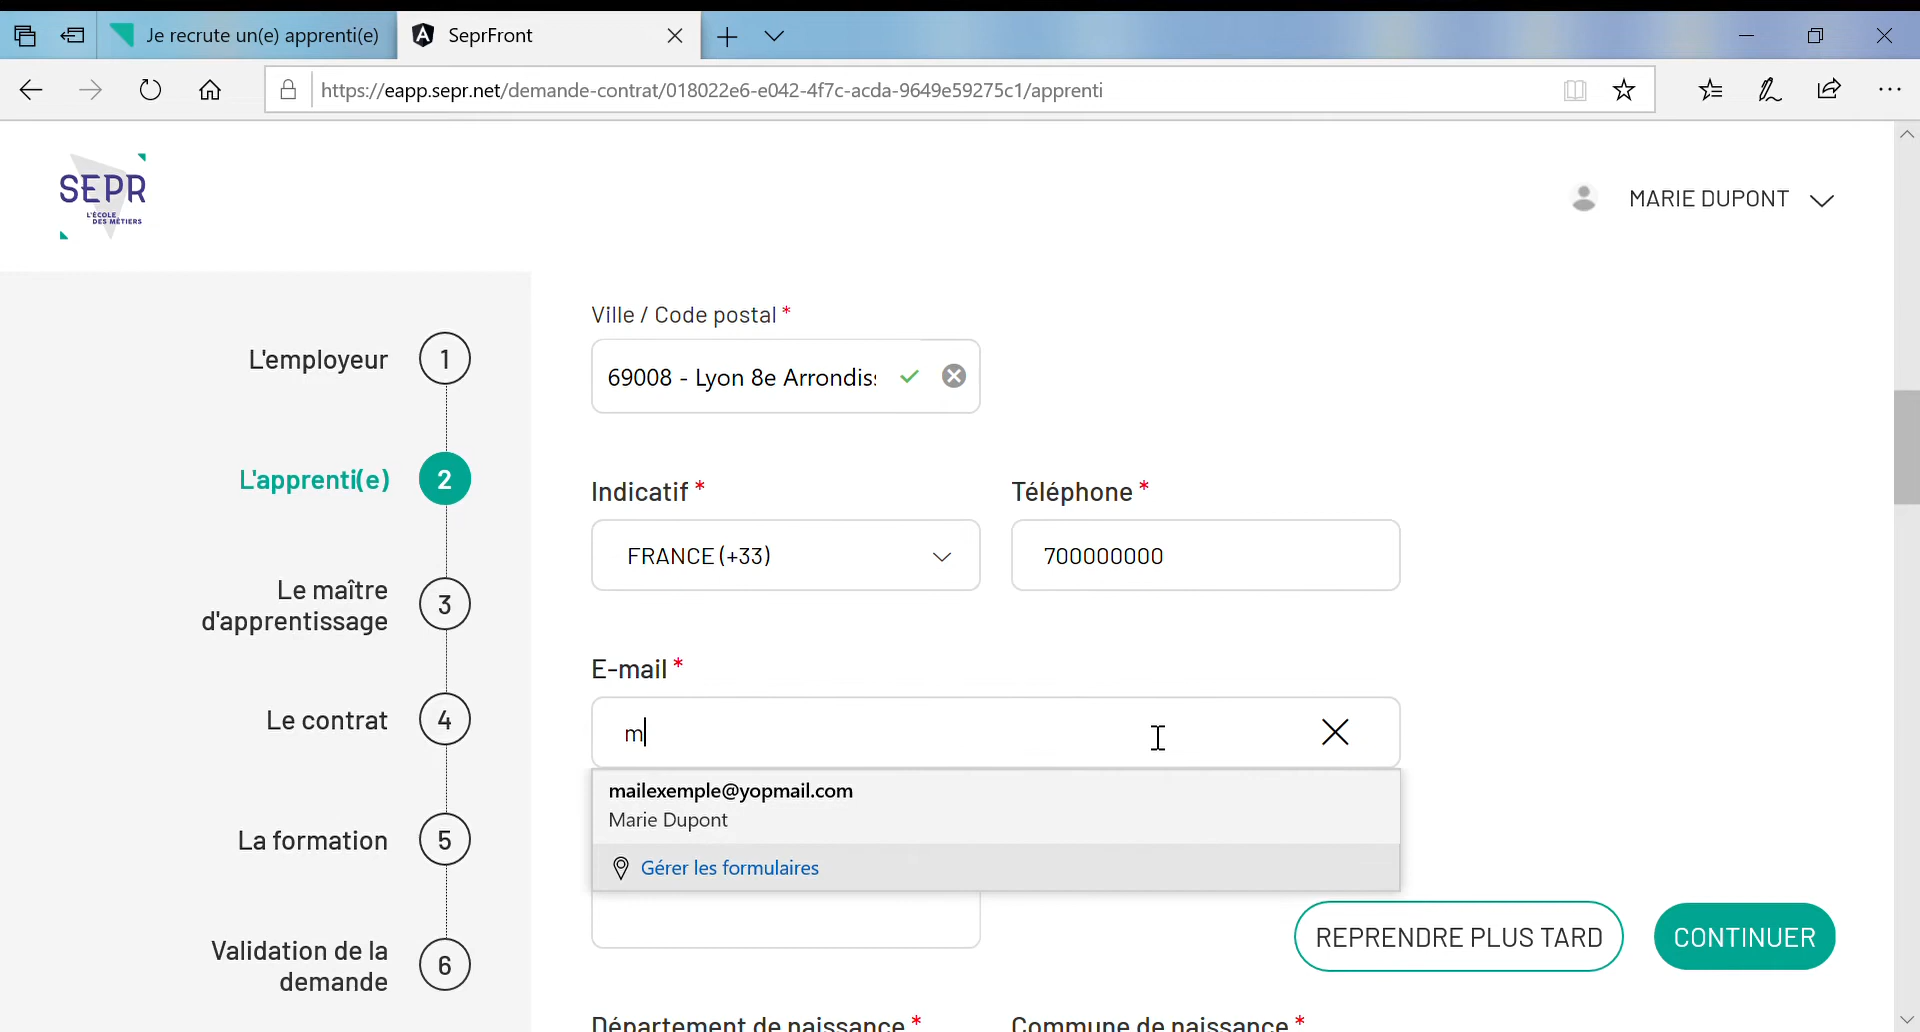 Je recrute un(e) apprenti(e)
SeprFront
https://eapp.sepr.net/demande-contrat/018022e6-e042-4f7c-acda-9649e59275c1/apprenti
SEPR
L'ÉCOLE
DES MÉTIERS
MARIE DUPONT
L'employeur 1
L'apprenti(e) 2
Le maître
d'apprentissage 3
Le contrat 4
La formation 5
Validation de la
demande 6
Ville / Code postal *
69008 - Lyon 8e Arrondis
Indicatif *
Téléphone *
FRANCE (+33)
700000000
E-mail *
m
mailexemple@yopmail.com
Marie Dupont
Gérer les formulaires
REPRENDRE PLUS TARD
CONTINUER
Département de naissance *
Commune de naissance *